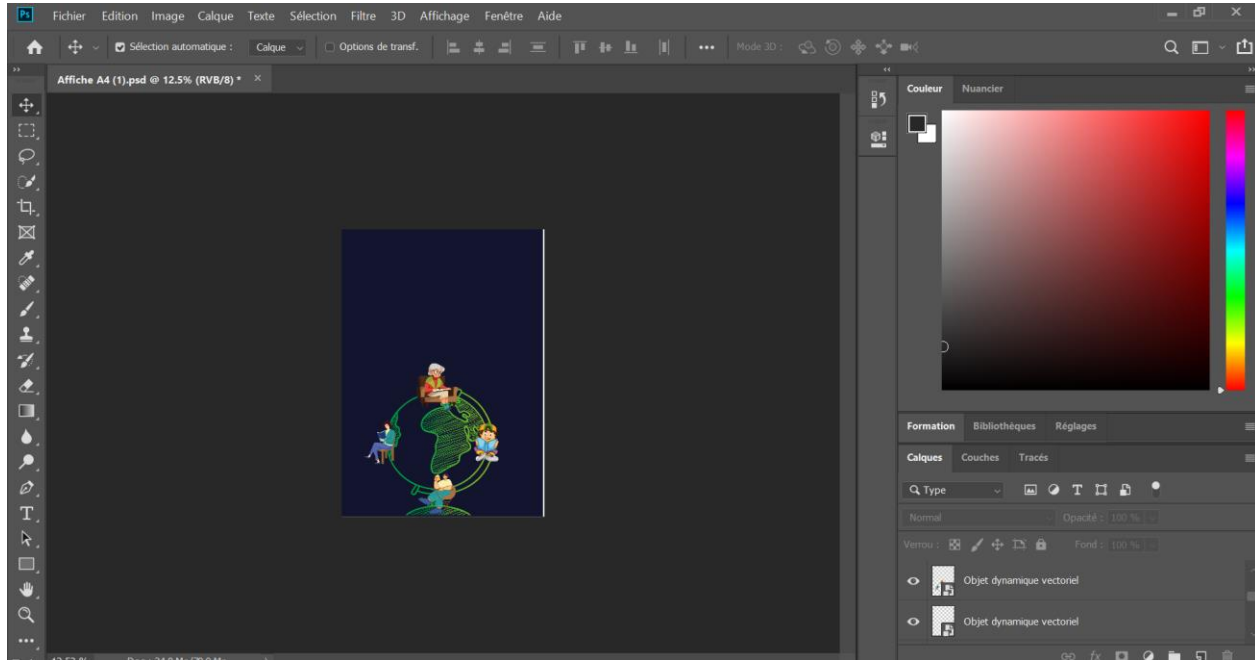 Ps Fichier Edition Image Calque Texte Sélection Filtre 3D Affichage Fenêtre Aide
Sélection automatique : Calque Options de transf. Mode 3D :
Affiche A4 (1).psd @ 12.5% (RVB/8) * ×
Couleur Nuancier
Formation Bibliothèques Réglages
Calques Couches Tracés
Type
Normal Opacité : 100 %
Verrou : Fond : 100 %
Objet dynamique vectoriel
Objet dynamique vectoriel
fx